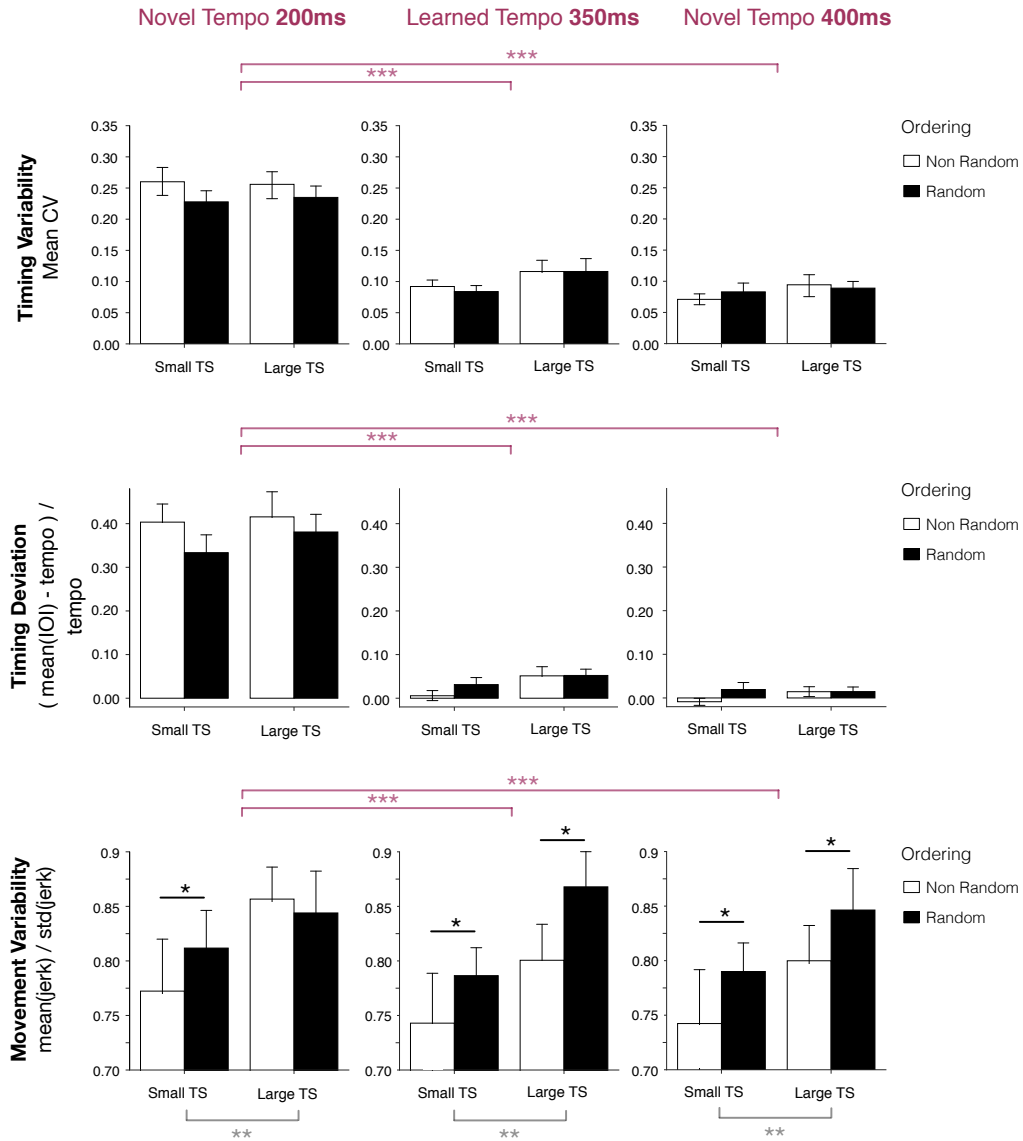 Novel Tempo 200ms
Learned Tempo 350ms
Novel Tempo 400ms
***
***
Timing Variability
Mean CV
0.35
0.30
0.25
0.20
0.15
0.10
0.05
0.00
Small TS
Large TS
0.35
0.30
0.25
0.20
0.15
0.10
0.05
0.00
Small TS
Large TS
0.35
0.30
0.25
0.20
0.15
0.10
0.05
0.00
Small TS
Large TS
Ordering
Non Random
Random
***
***
Timing Deviation
( mean(IOI) - tempo ) /
tempo
0.40
0.30
0.20
0.10
0.00
Small TS
Large TS
0.40
0.30
0.20
0.10
0.00
Small TS
Large TS
0.40
0.30
0.20
0.10
0.00
Small TS
Large TS
Ordering
Non Random
Random
***
***
Movement Variability
mean(jerk) / std(jerk)
0.9
0.85
0.80
0.75
0.70
*
Small TS
Large TS
**
0.9
0.85
0.80
0.75
0.70
*
*
Small TS
Large TS
**
0.9
0.85
0.80
0.75
0.70
*
*
Small TS
Large TS
**
Ordering
Non Random
Random